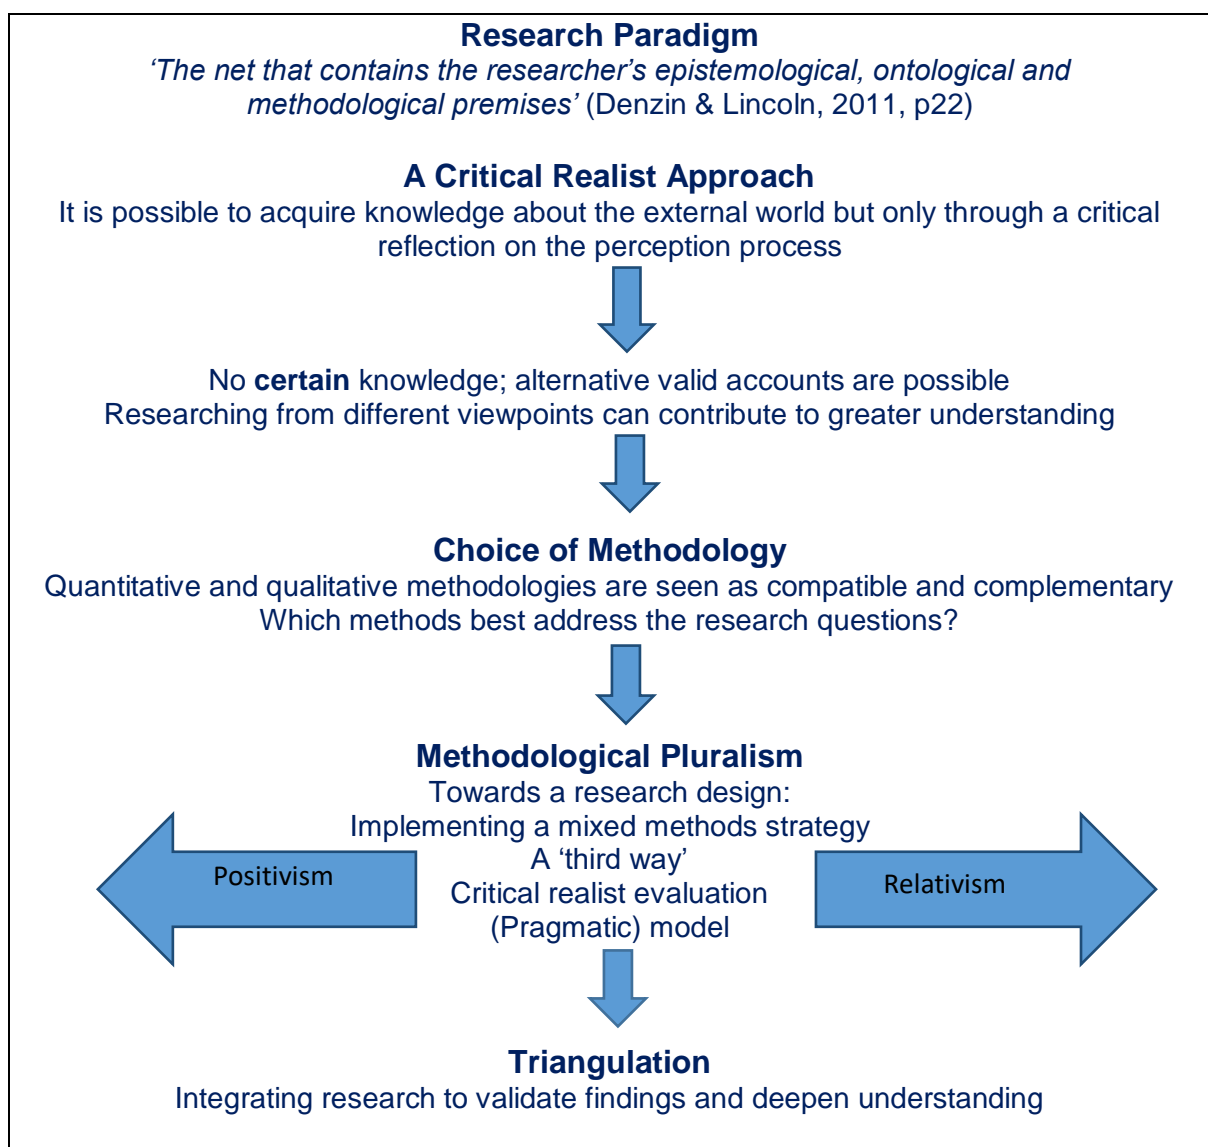 Research Paradigm
‘The net that contains the researcher’s epistemological, ontological and
methodological premises’ (Denzin & Lincoln, 2011, p22)
A Critical Realist Approach
It is possible to acquire knowledge about the external world but only through a critical
reflection on the perception process
No certain knowledge; alternative valid accounts are possible
Researching from different viewpoints can contribute to greater understanding
Choice of Methodology
Quantitative and qualitative methodologies are seen as compatible and complementary
Which methods best address the research questions?
Methodological Pluralism
Towards a research design:
Implementing a mixed methods strategy
A ‘third way’
Critical realist evaluation
(Pragmatic) model
Positivism
Relativism
Triangulation
Integrating research to validate findings and deepen understanding